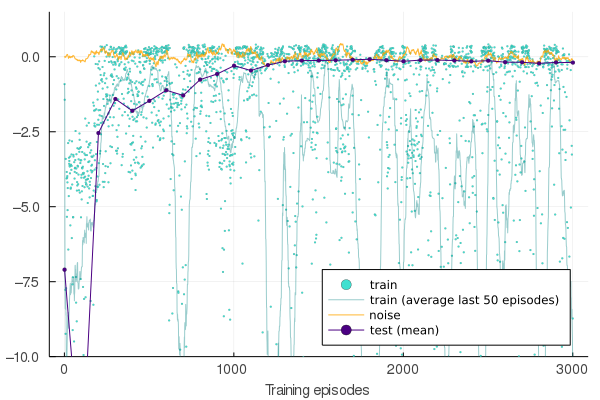 0.0
−2.5
−5.0
−7.5
−10.0
0
1000
2000
3000
Training episodes
train
train (average last 50 episodes)
noise
test (mean)